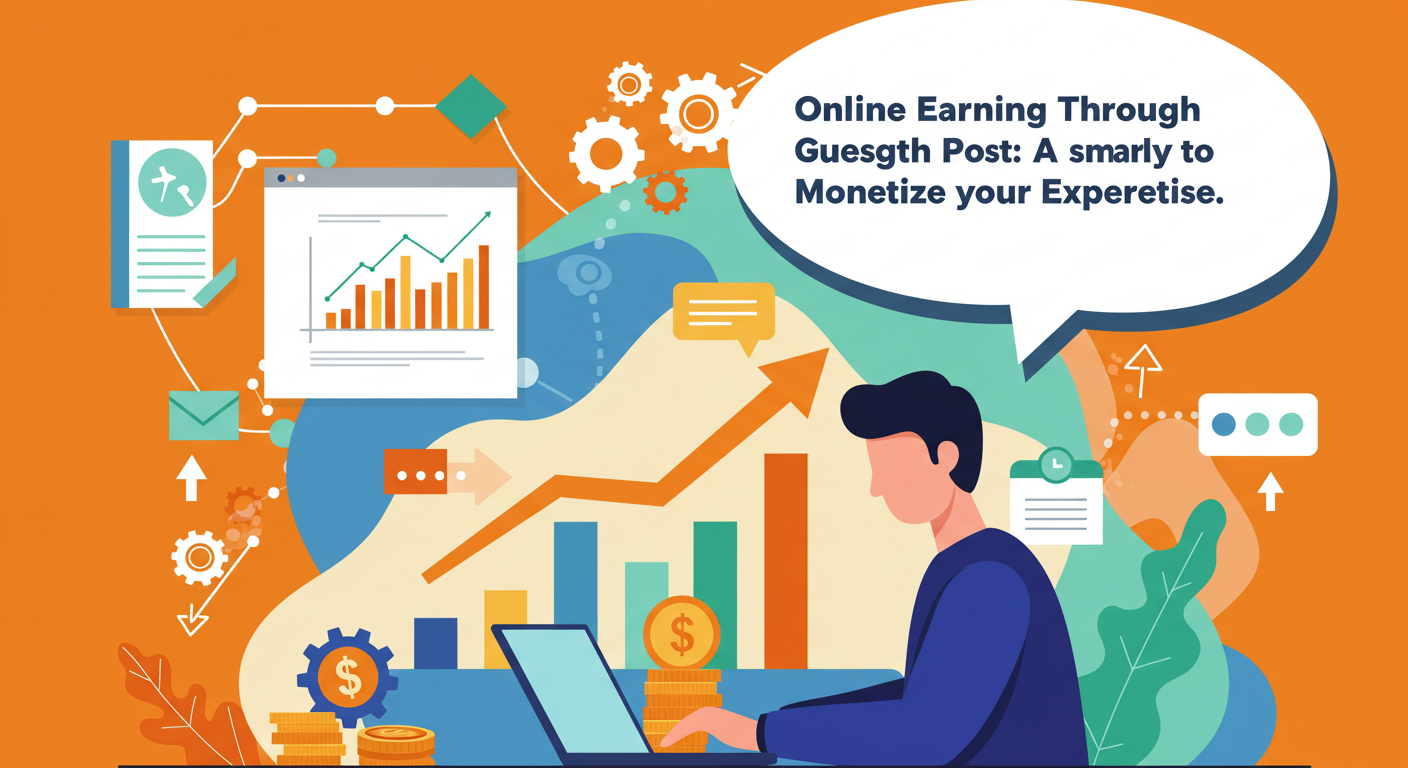 Online Earning Through
Guesgth Post: A smarly to
Monetize your Experetise.
$
$